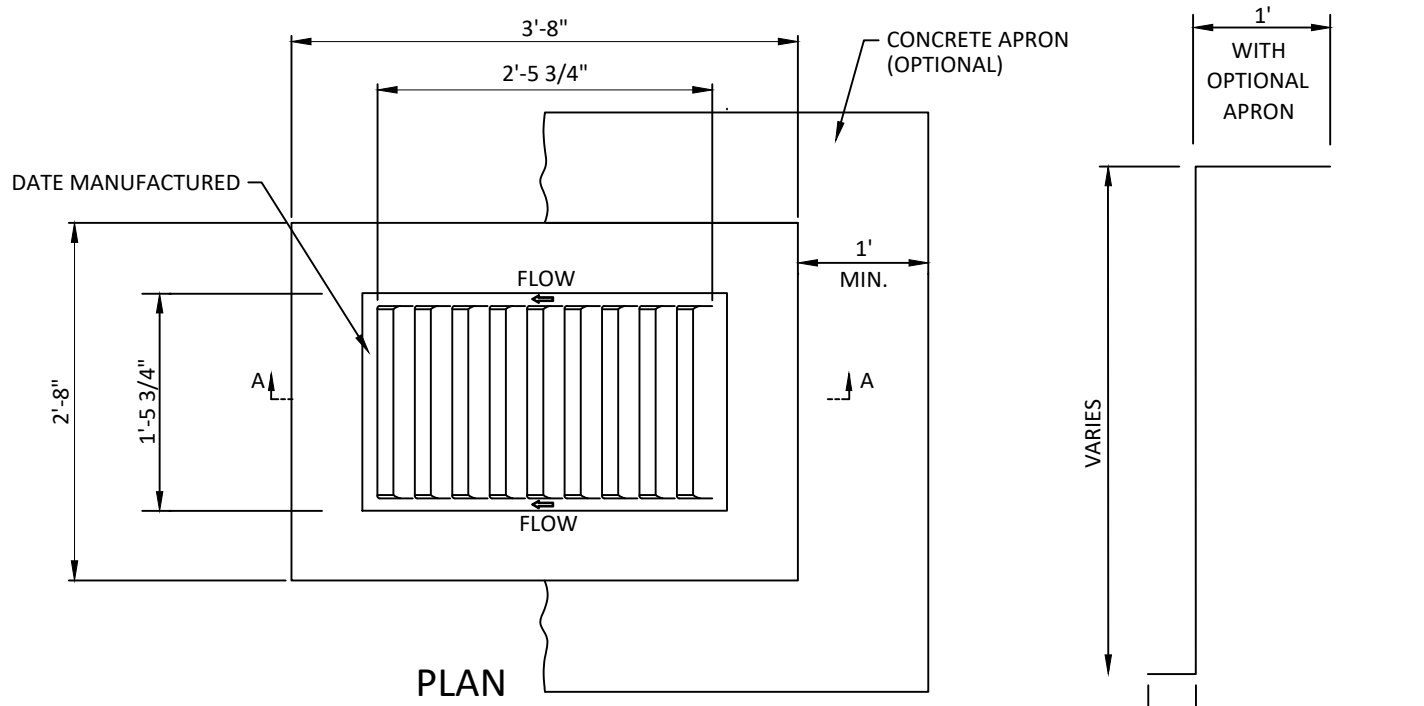 3'-8"
2'-5 3/4"
CONCRETE APRON
(OPTIONAL)
1'
WITH
OPTIONAL
APRON
DATE MANUFACTURED
1'
MIN.
FLOW
A
A
2'-8"
1'-5 3/4"
VARIES
FLOW
PLAN